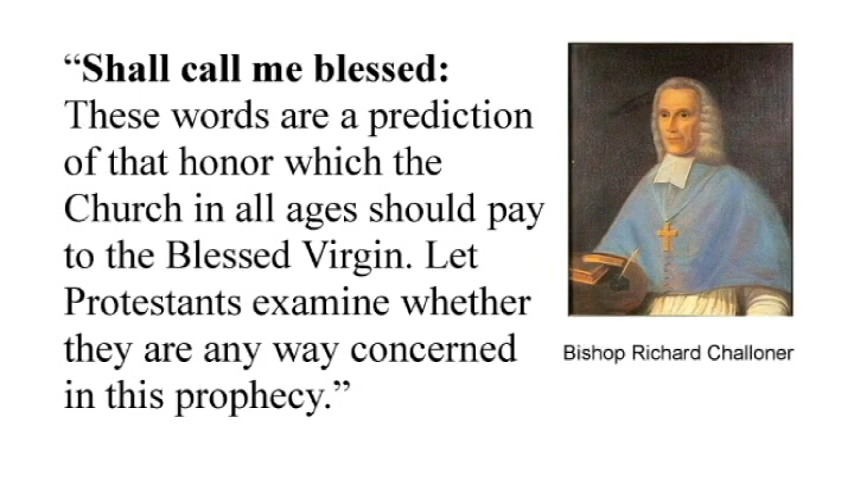 “Shall call me blessed:
These words are a prediction
of that honor which the
Church in all ages should pay
to the Blessed Virgin. Let
Protestants examine whether
they are any way concerned
in this prophecy.”
Bishop Richard Challoner